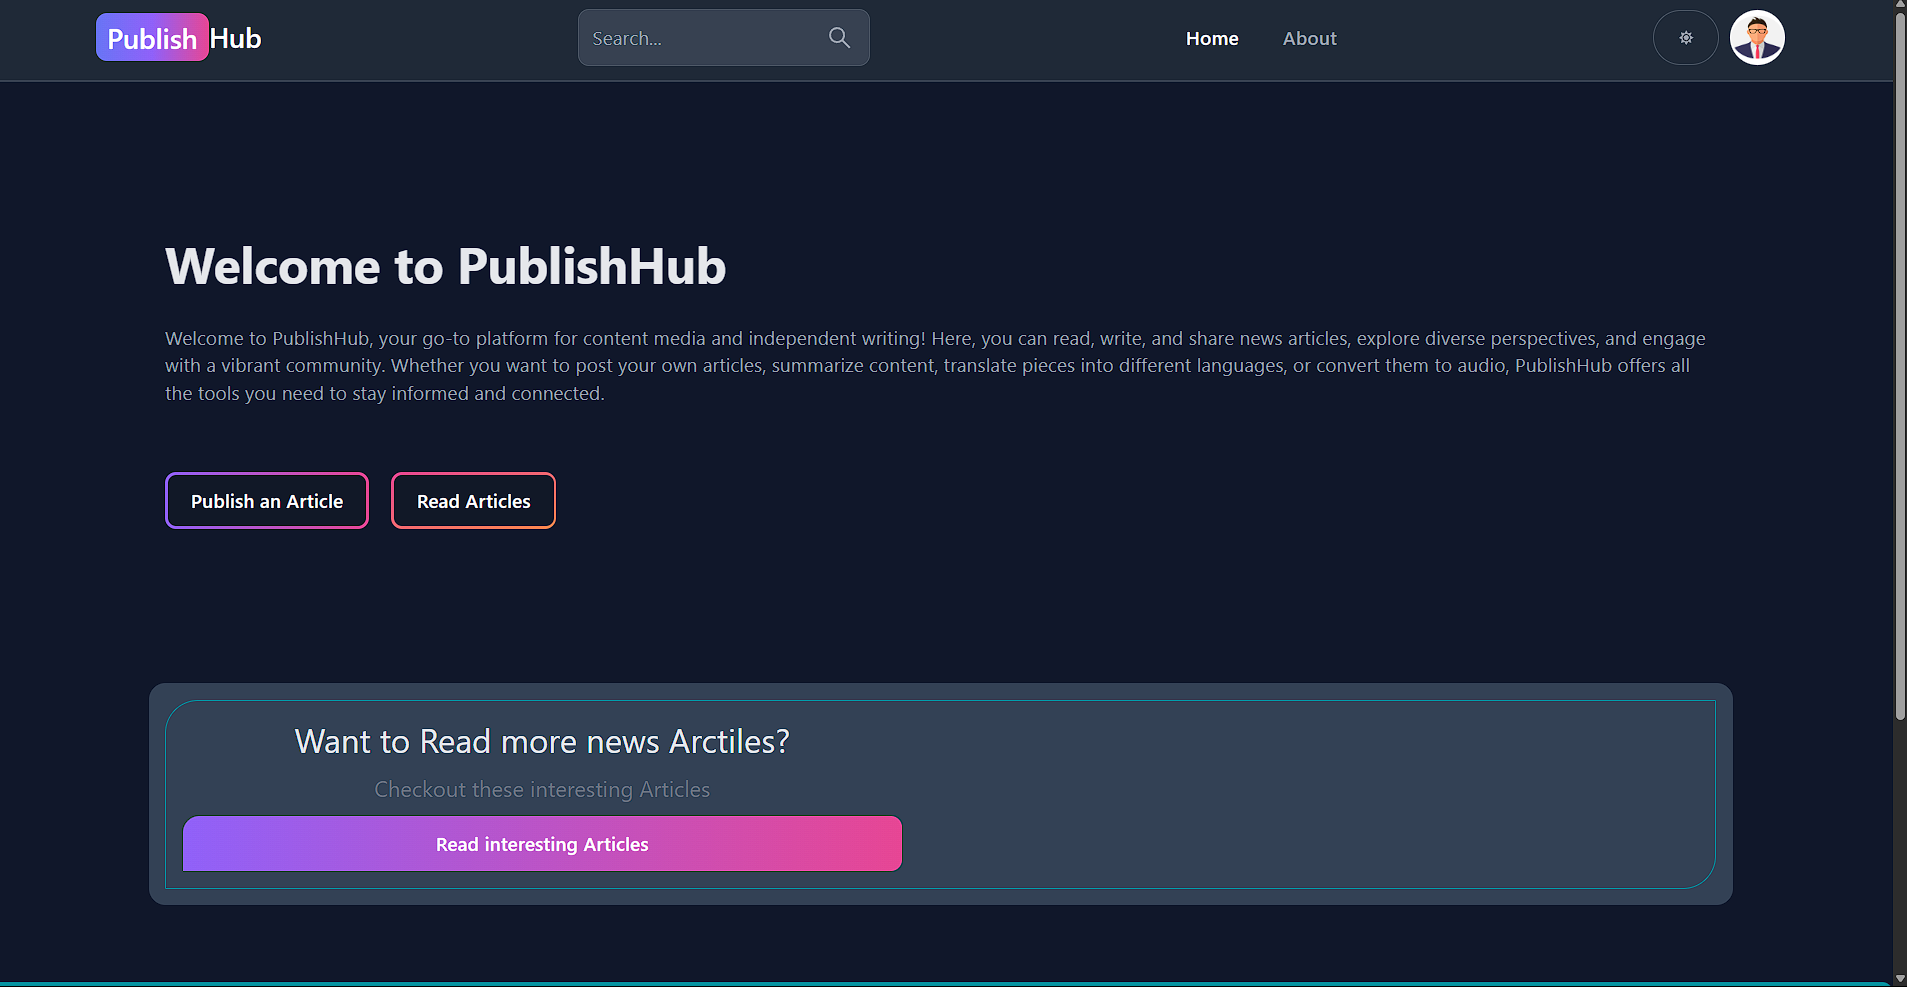 PublishHub
Search...
Home
About
Welcome to PublishHub
Welcome to PublishHub, your go-to platform for content media and independent writing! Here, you can read, write, and share news articles, explore diverse perspectives, and engage
with a vibrant community. Whether you want to post your own articles, summarize content, translate pieces into different languages, or convert them to audio, PublishHub offers all
the tools you need to stay informed and connected.
Publish an Article
Read Articles
Want to Read more news Arctiles?
Checkout these interesting Articles
Read interesting Articles